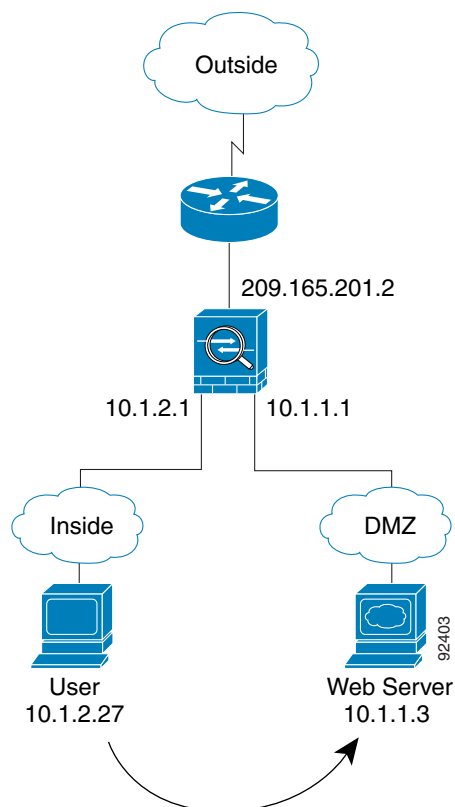 Outside
209.165.201.2
10.1.2.1
10.1.1.1
Inside
DMZ
92403
User
10.1.2.27
Web Server
10.1.1.3